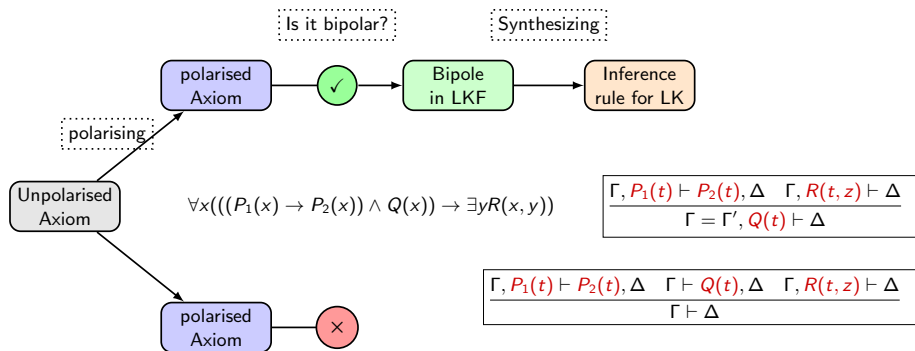 Is it bipolar?
Synthesizing
polarised
Axiom
✓
Bipole
in LKF
Inference
rule for LK
polarising
Unpolarised
Axiom
∀x(((P₁(x) → P₂(x)) ∧ Q(x)) → ∃yR(x, y))
Γ, P₁(t) ⊢ P₂(t), Δ Γ, R(t, z) ⊢ Δ
Γ = Γ′, Q(t) ⊢ Δ
Γ, P₁(t) ⊢ P₂(t), Δ Γ ⊢ Q(t), Δ Γ, R(t, z) ⊢ Δ
Γ ⊢ Δ
polarised
Axiom
×